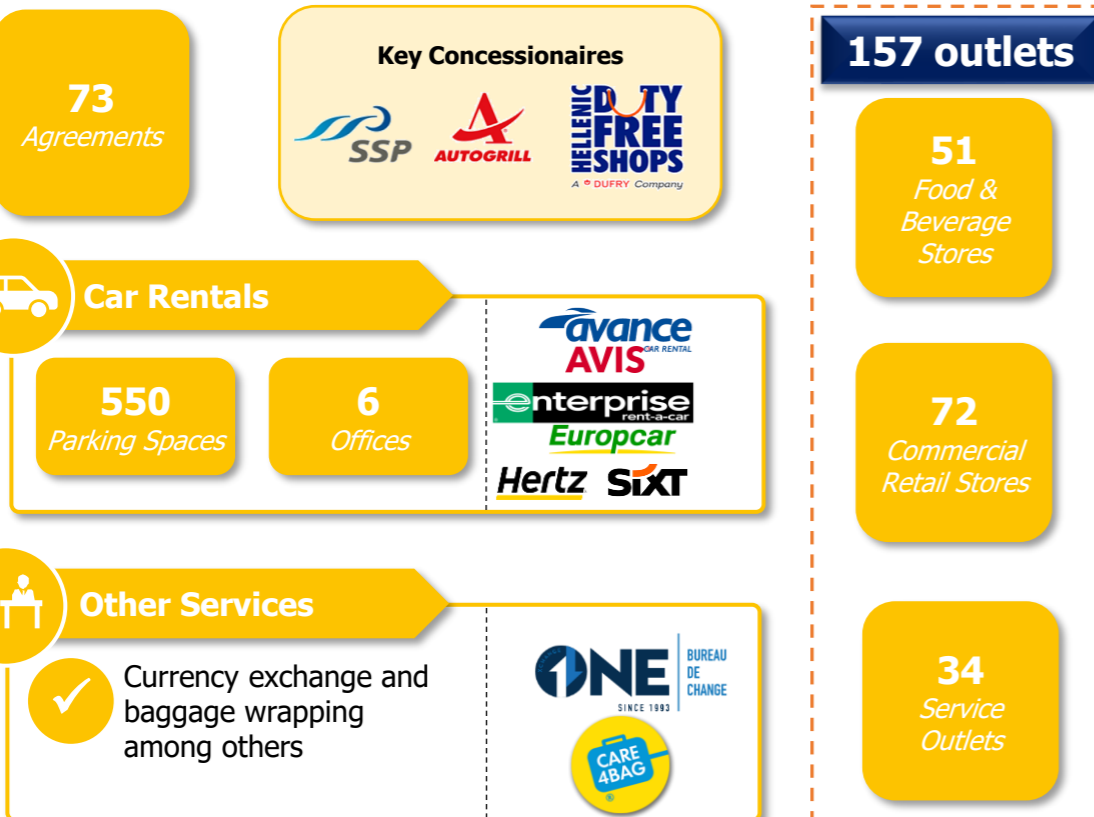 73
Agreements
Key Concessionaires
SSP
AUTOGRILL
HELLENIC
DUTY
FREE
SHOPS
A DUFRY Company
Car Rentals
550
Parking Spaces
6
Offices
avance
CAR RENTAL
AVIS
enterprise
rent-a-car
Europcar
Hertz
SIXT
Other Services
Currency exchange and
baggage wrapping
among others
ONE
SINCE 1993
BUREAU
DE
CHANGE
CARE
4BAG
157 outlets
51
Food &
Beverage
Stores
72
Commercial
Retail Stores
34
Service
Outlets